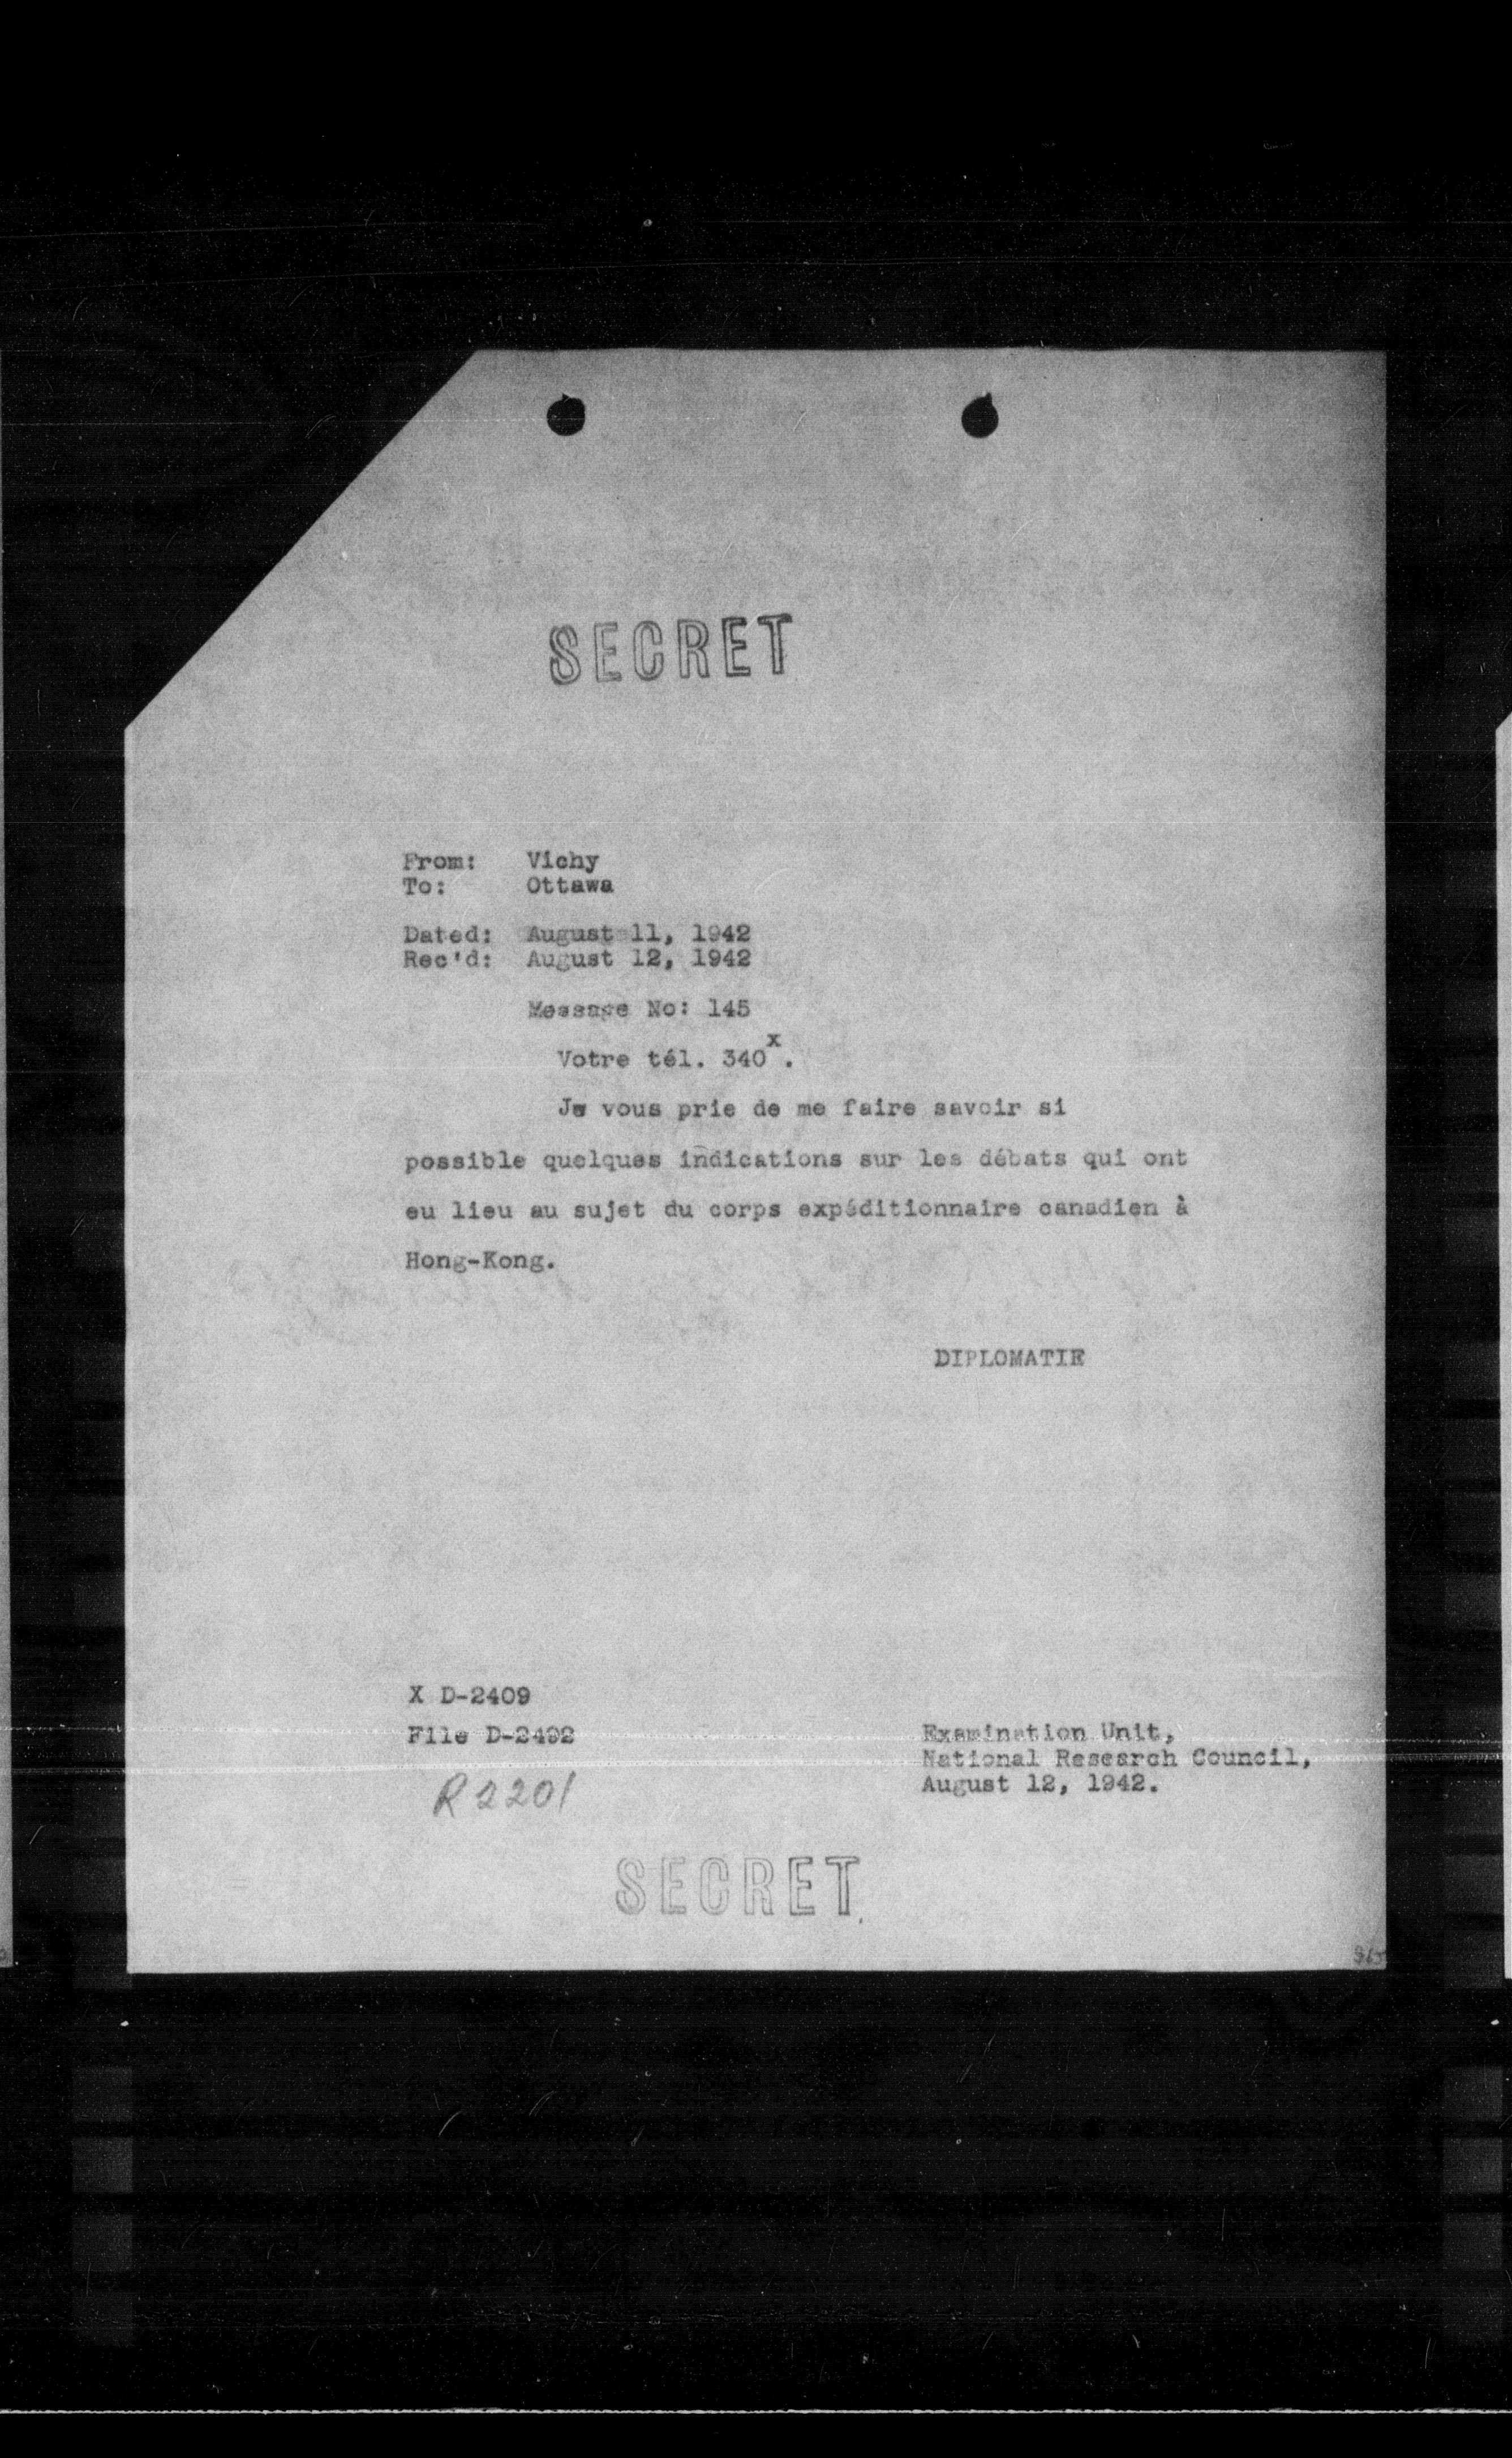 SECRET
From: Vichy
To: Ottawa
Dated: August 11, 1942
Rec'd: August 12, 1942
Message No: 145
Votre tél. 340x.
Je vous prie de me faire savoir si
possible quelques indications sur les débats qui ont
eu lieu au sujet du corps expéditionnaire canadien à
Hong-Kong.
DIPLOMATIE
X D-2409
File D-2492
Examination Unit,
National Research Council,
August 12, 1942.
R2201
SECRET